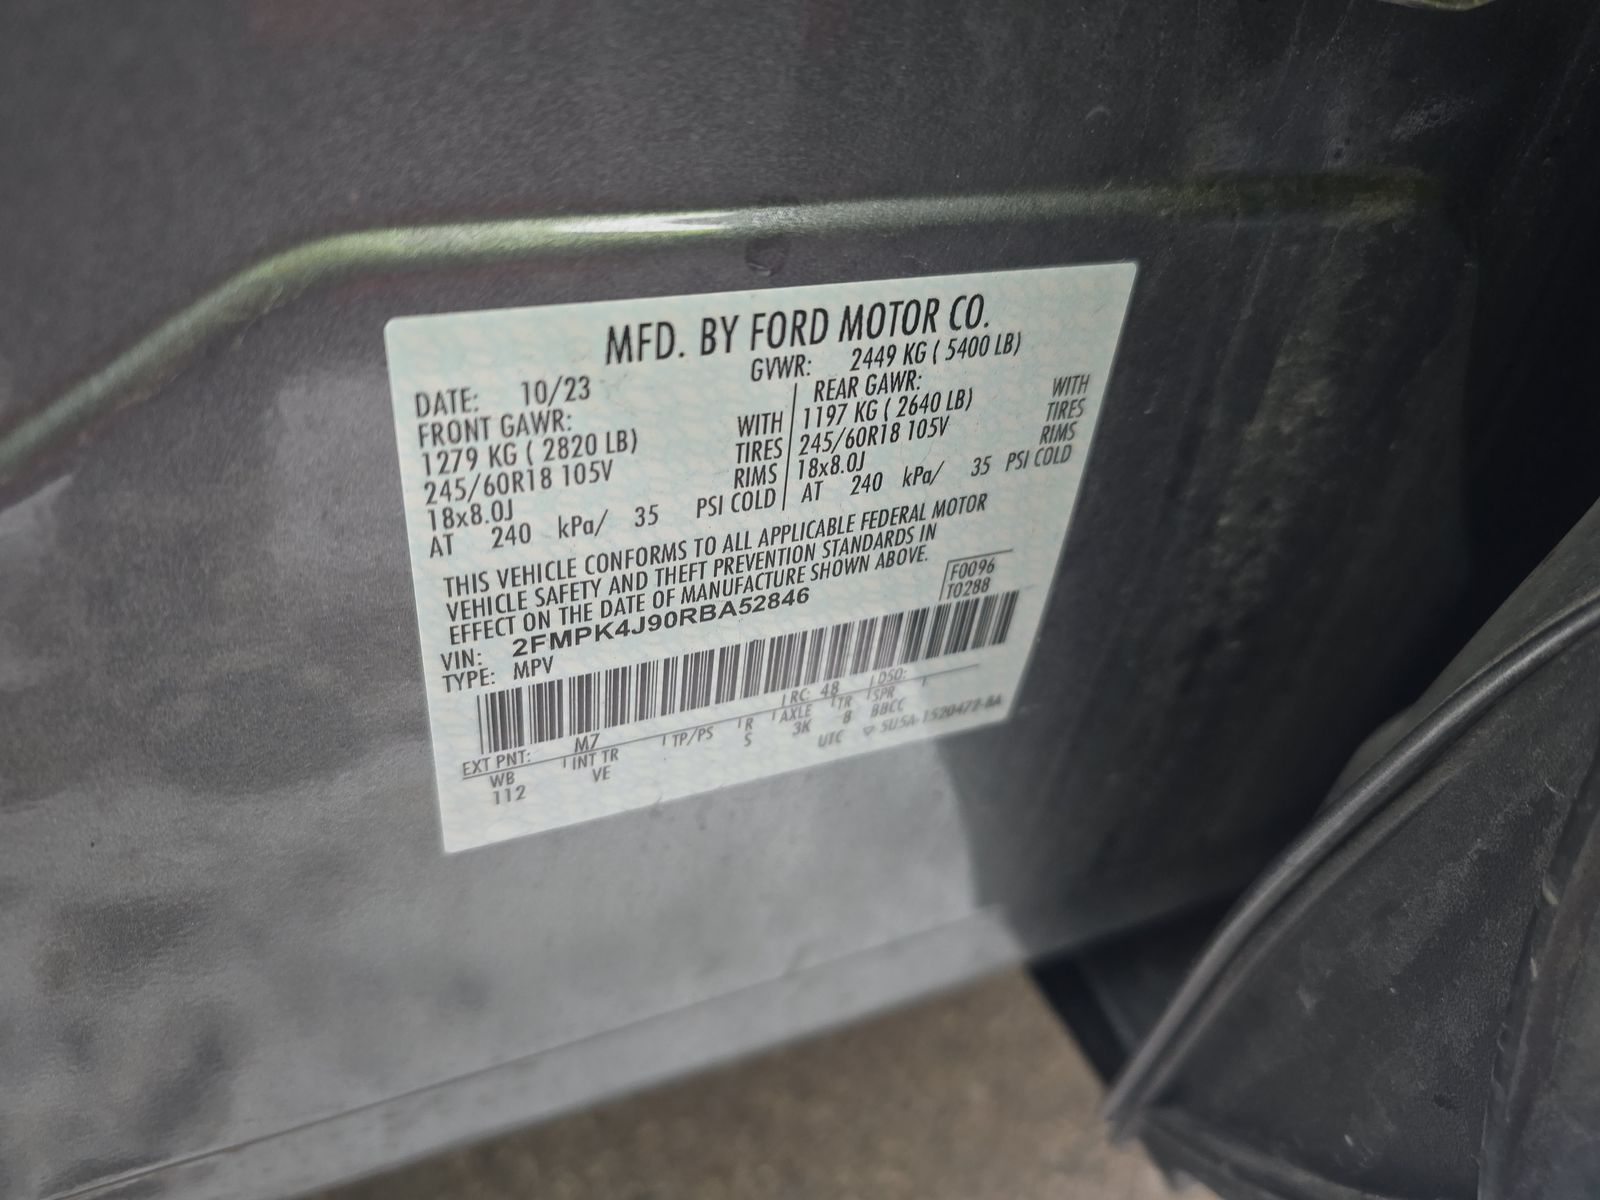 MFD. BY FORD MOTOR CO.
DATE: 10/23 GVWR: 2449 KG ( 5400 LB)
FRONT GAWR: REAR GAWR:
1279 KG ( 2820 LB) WITH 1197 KG ( 2640 LB) WITH
245/60R18 105V TIRES 245/60R18 105V TIRES
18x8.0J RIMS 18x8.0J RIMS
AT 240 kPa/ 35 PSI COLD AT 240 kPa/ 35 PSI COLD
THIS VEHICLE CONFORMS TO ALL APPLICABLE FEDERAL MOTOR
VEHICLE SAFETY AND THEFT PREVENTION STANDARDS IN
EFFECT ON THE DATE OF MANUFACTURE SHOWN ABOVE.
F0096
T0288
VIN: 2FMPK4J90RBA52846
TYPE: MPV
EXT PNT: M7 RC: 48 DSO:
WB INT TR TP/PS R AXLE TR SPR
112 VE S 3K 8 BBCC
UTC ▽ 5U5A-1520472-BA